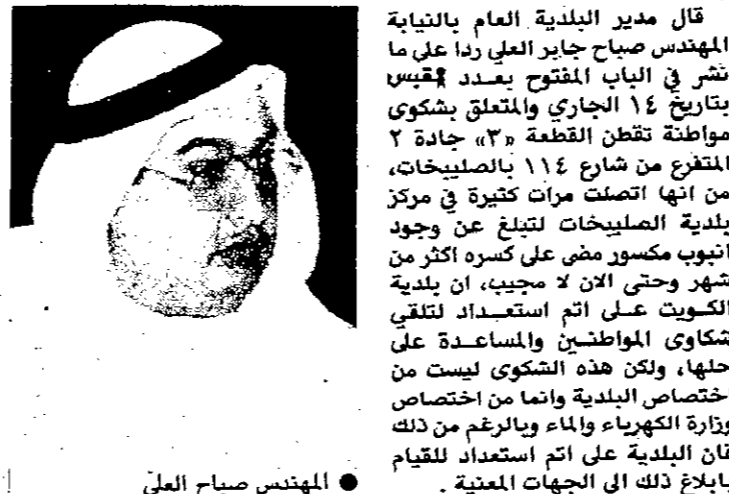 قال مدير البلدية العام بالنيابة
المهندس صباح جابر العلي ردا على ما
نشر في الباب المفتوح بعدد القبس
بتاريخ ١٤ الجاري والمتعلق بشكوى
مواطنة تقطن القطعة «٣» جادة ٢
المتفرع من شارع ١١٤ بالصليبخات،
من انها اتصلت مرات كثيرة في مركز
بلدية الصليبخات لتبلغ عن وجود
انبوب مكسور مضى على كسره اكثر من
شهر وحتى الان لا مجيب، ان بلدية
الكويت على اتم استعداد لتلقي
شكاوى المواطنين والمساعدة على
حلها، ولكن هذه الشكوى ليست من
اختصاص البلدية وانما من اختصاص
وزارة الكهرباء والماء وبالرغم من ذلك
فان البلدية على اتم استعداد للقيام
بابلاغ ذلك الى الجهات المعنية .
● المهندس صباح العلي